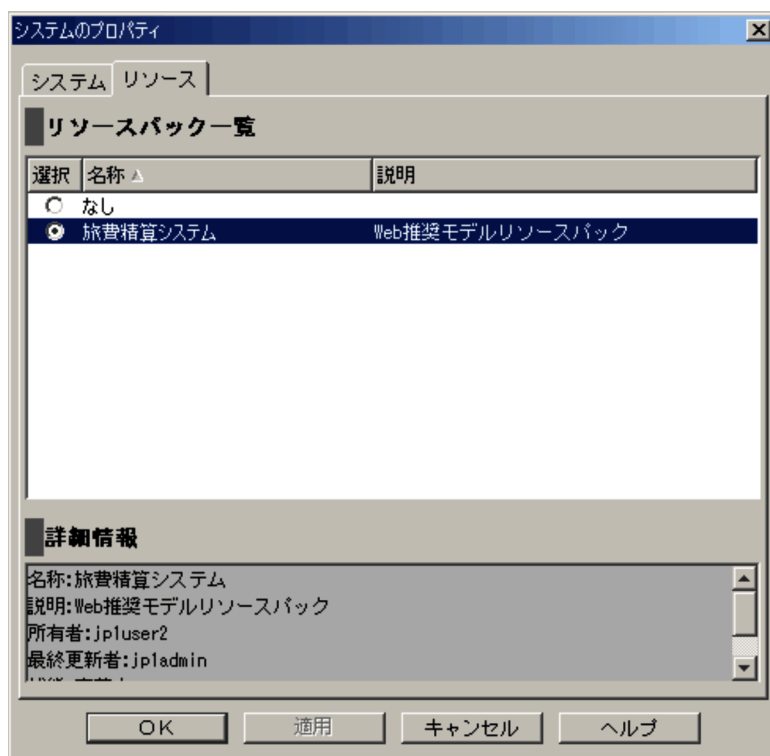 システムのプロパティ
システム リソース
リソースパック一覧
選択 名称 説明
なし
旅費精算システム Web推奨モデルリソースパック
詳細情報
名称:旅費精算システム
説明:Web推奨モデルリソースパック
所有者:jp1user2
最終更新者:jp1admin
OK 適用 キャンセル ヘルプ